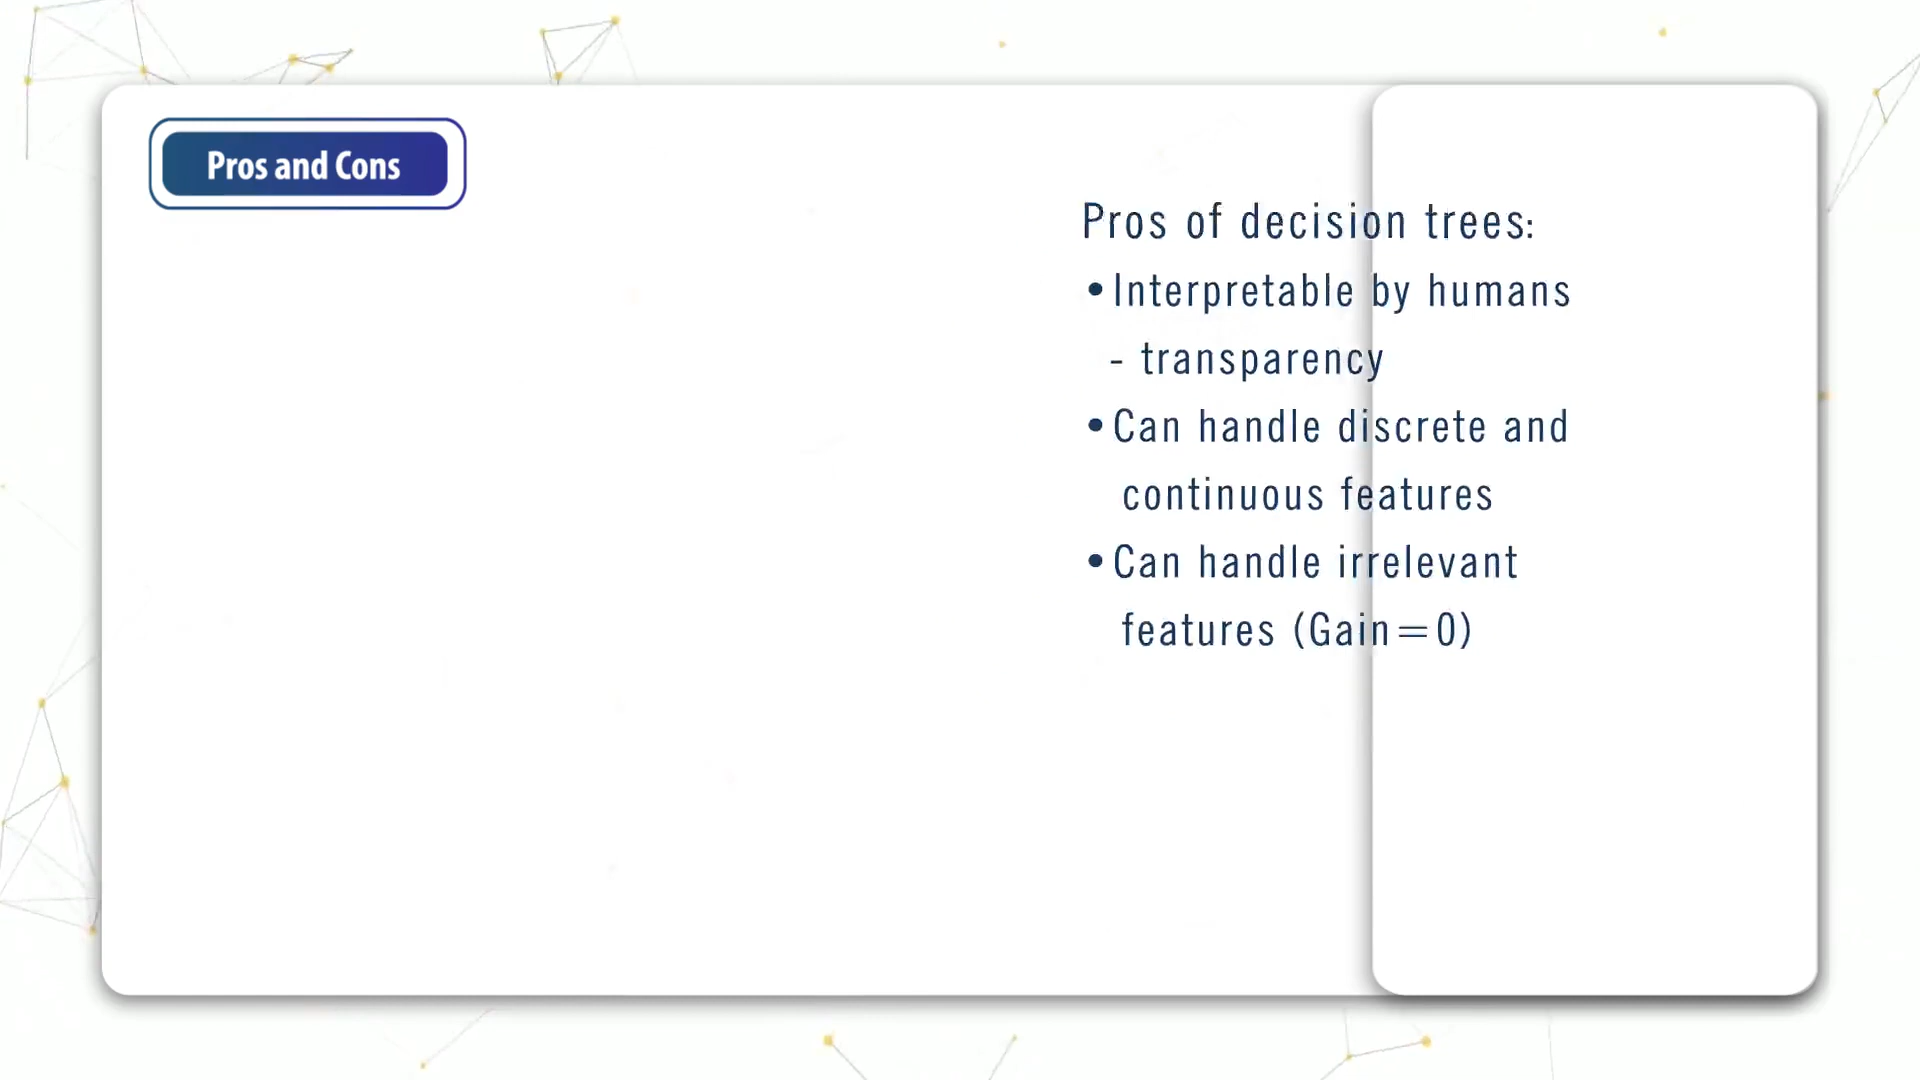 Pros and Cons
Pros of decision trees:
•Interpretable by humans
- transparency
•Can handle discrete and
continuous features
•Can handle irrelevant
features (Gain=0)